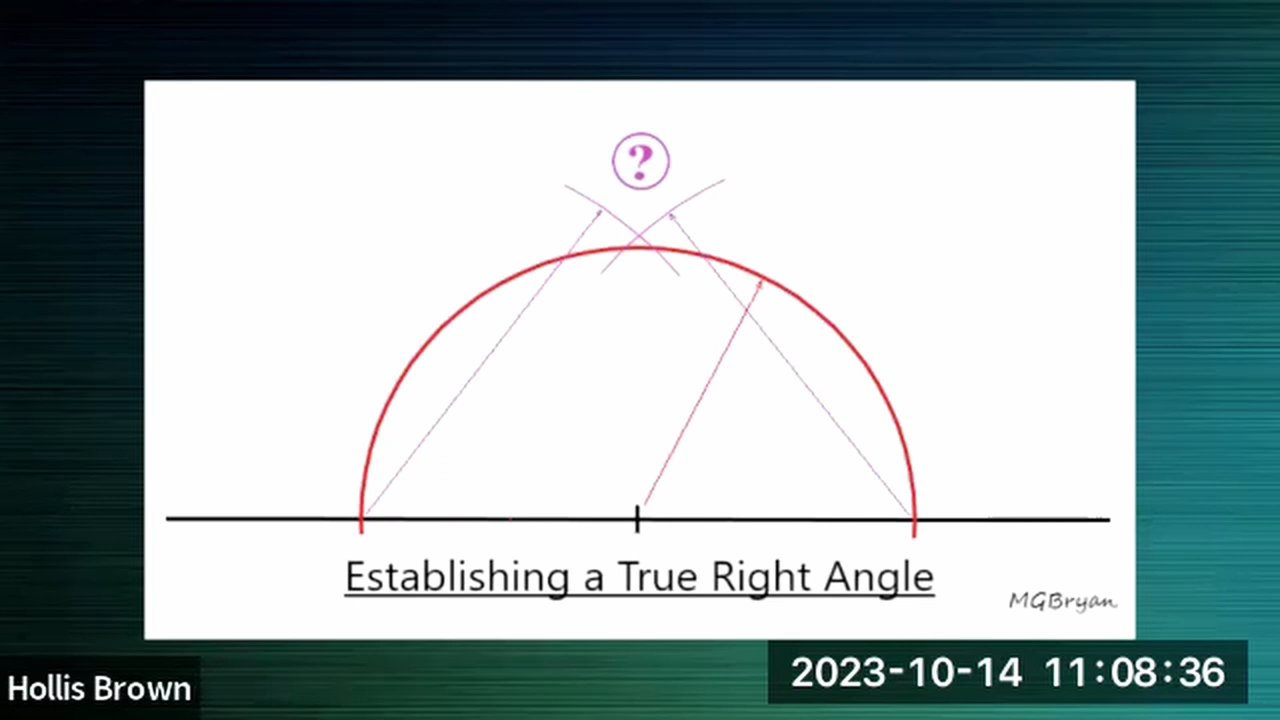 ?
Establishing a True Right Angle
MGBryan
Hollis Brown
2023-10-14 11:08:36